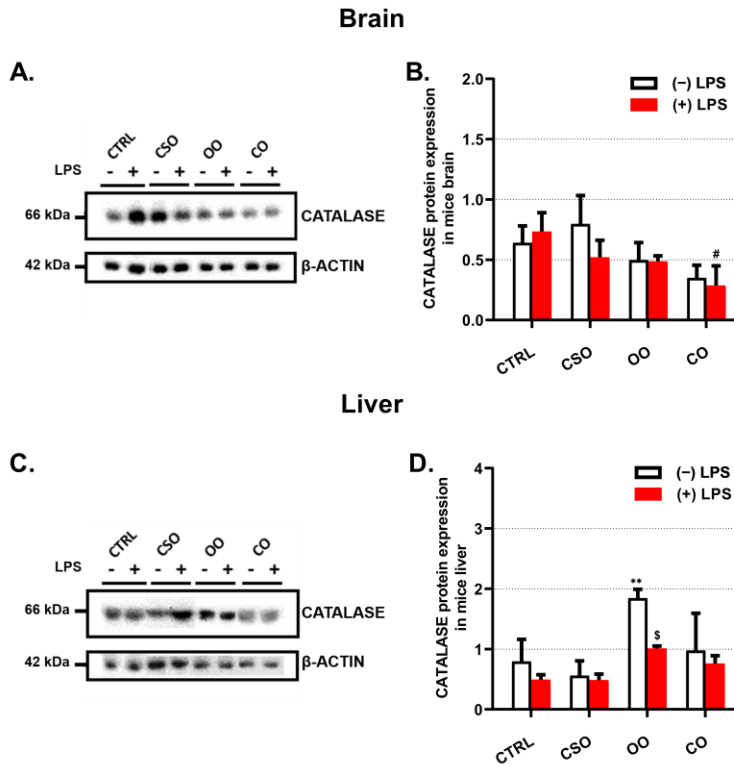 Brain
A.
CTRL CSO OO CO
LPS - + - + - + - +
66 kDa CATALASE
42 kDa β-ACTIN
B.
CATALASE protein expression
in mice brain
2.0
1.5
1.0
0.5
0.0
(−) LPS
(+) LPS
#
CTRL CSO OO CO
Liver
C.
CTRL CSO OO CO
LPS - + - + - + - +
66 kDa CATALASE
42 kDa β-ACTIN
D.
CATALASE protein expression
in mice liver
4
3
2
1
0
(−) LPS
(+) LPS
**
$
CTRL CSO OO CO